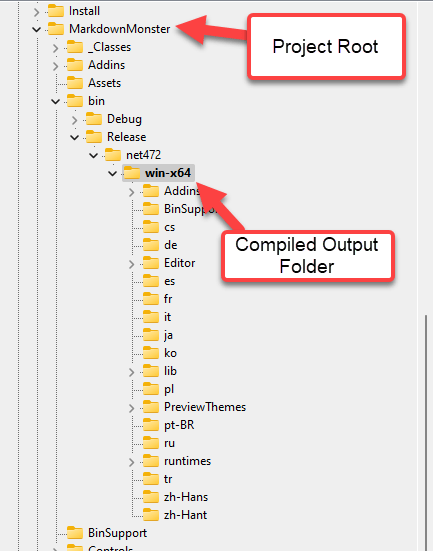 Install
MarkdownMonster
Project Root
_Classes
Addins
Assets
bin
Debug
Release
net472
win-x64
Addins
BinSupport
cs
de
Compiled Output
Folder
Editor
es
fr
it
ja
ko
lib
pl
PreviewThemes
pt-BR
ru
runtimes
tr
zh-Hans
zh-Hant
BinSupport
Controls